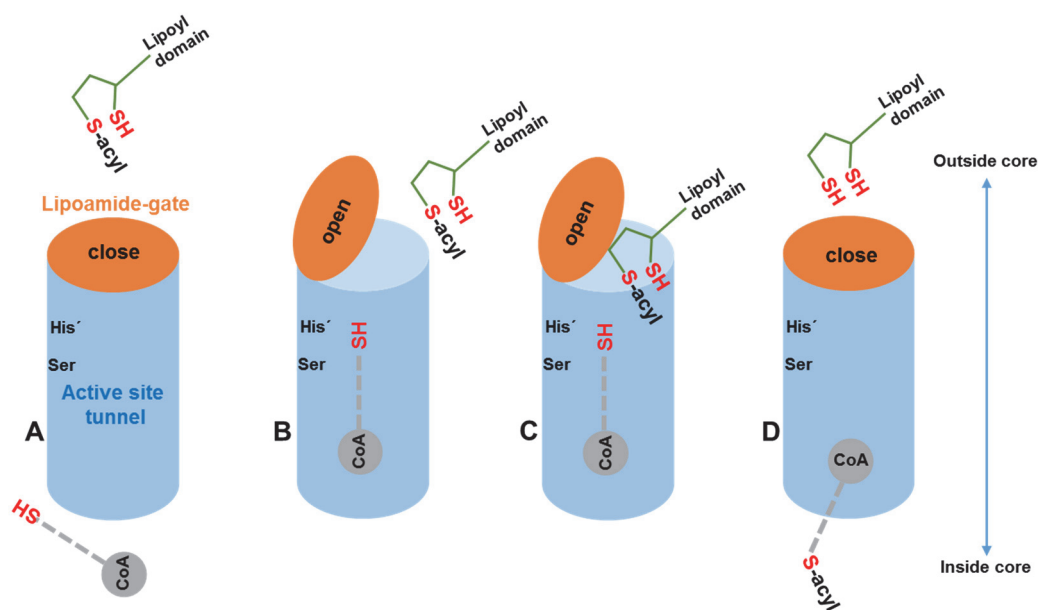 Lipoyl
domain
SH
S-acyl
Lipoamide-gate
close
His´
Ser
Active site
tunnel
A
HS
CoA
Lipoyl
domain
open
SH
S-acyl
His´
SH
Ser
B
CoA
Lipoyl
domain
open
SH
S-acyl
His´
SH
Ser
C
CoA
Lipoyl
domain
SH
SH
close
His´
Ser
D
CoA
S-acyl
Outside core
Inside core